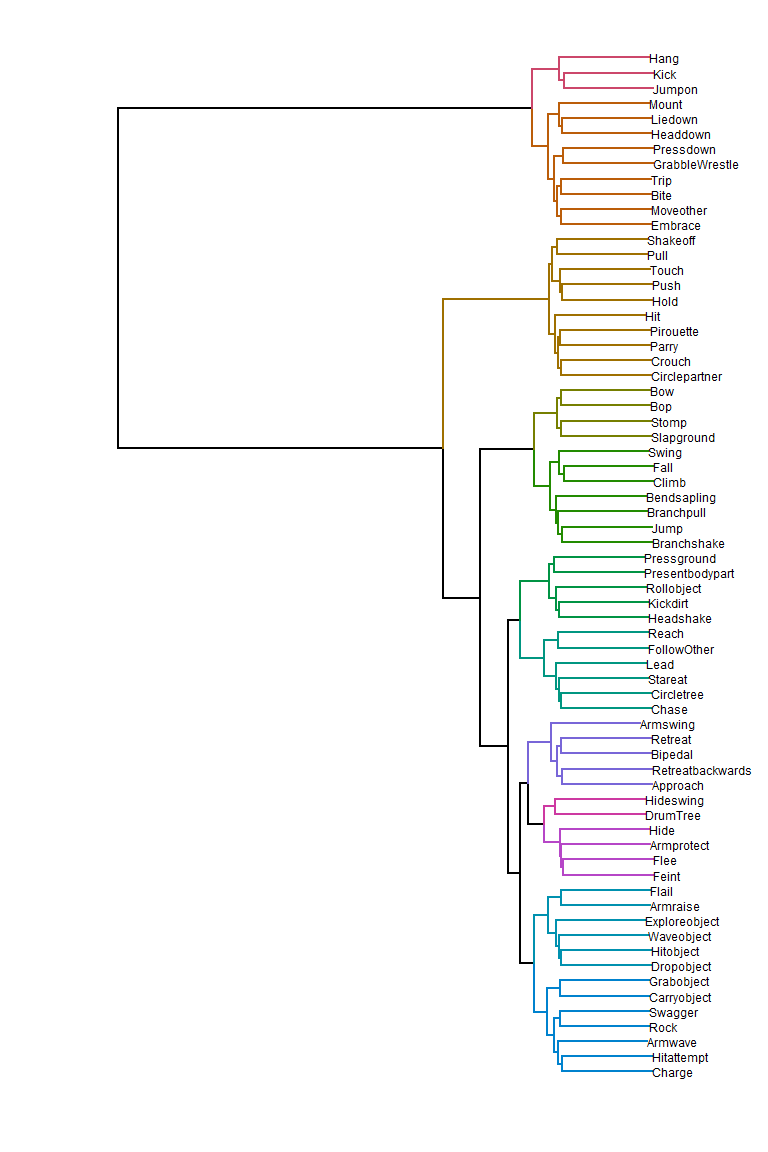 Hang
Kick
Jumpon
Mount
Liedown
Headdown
Pressdown
GrabbleWrestle
Trip
Bite
Moveother
Embrace
Shakeoff
Pull
Touch
Push
Hold
Hit
Pirouette
Parry
Crouch
Circlepartner
Bow
Bop
Stomp
Slapground
Swing
Fall
Climb
Bendsapling
Branchpull
Jump
Branchshake
Pressground
Presentbodypart
Rollobject
Kickdirt
Headshake
Reach
FollowOther
Lead
Stareat
Circletree
Chase
Armswing
Retreat
Bipedal
Retreatbackwards
Approach
Hideswing
DrumTree
Hide
Armprotect
Flee
Feint
Flail
Armraise
Exploreobject
Waveobject
Hitobject
Dropobject
Grabobject
Carryobject
Swagger
Rock
Armwave
Hitattempt
Charge